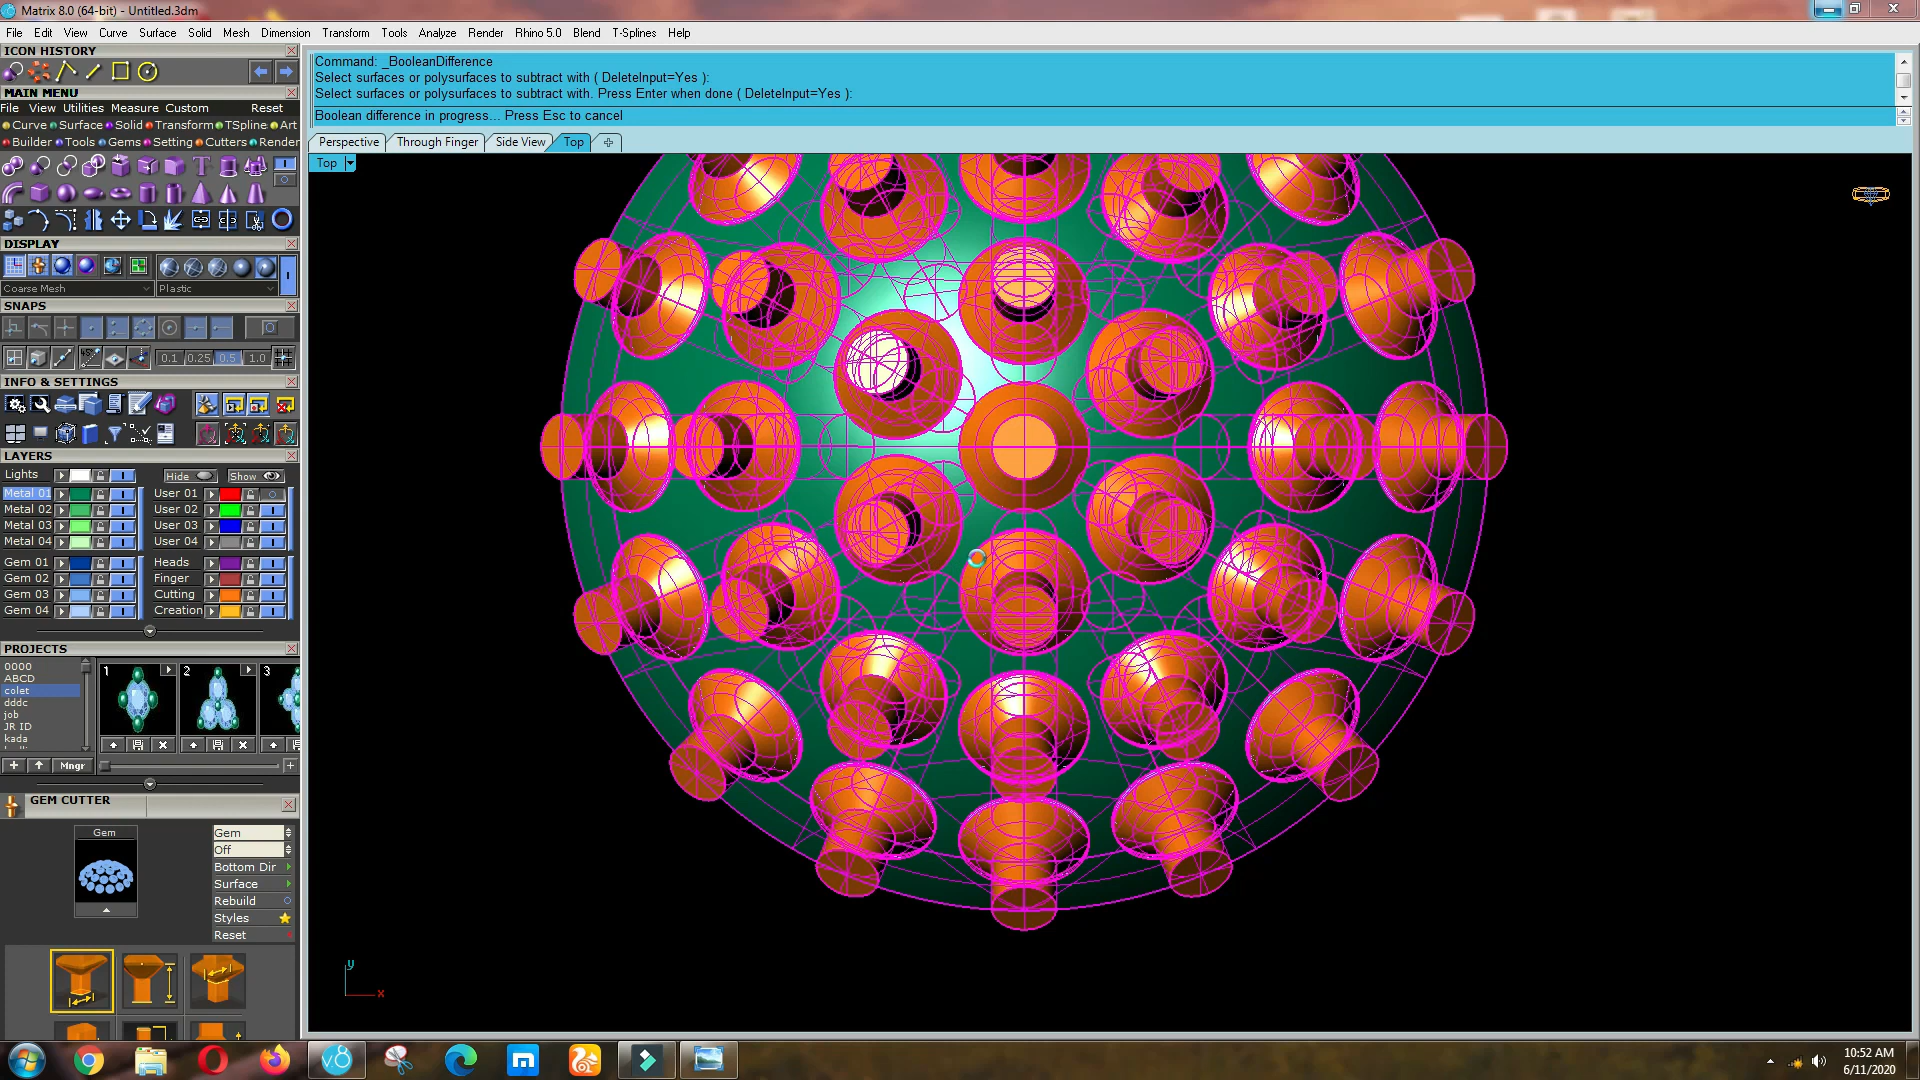 Matrix 8.0 (64-bit) - Untitled.3dm
File Edit View Curve Surface Solid Mesh Dimension Transform Tools Analyze Render Rhino 5.0 Blend T-Splines Help
ICON HISTORY
MAIN MENU
File View Utilities Measure Custom Reset
Curve Surface Solid Transform TSpline Art
Builder Tools Gems Setting Cutters Render
DISPLAY
Coarse Mesh Plastic
SNAPS
0.1 0.25 0.5 1.0
INFO & SETTINGS
LAYERS
Lights Hide Show
Metal 01 User 01
Metal 02 User 02
Metal 03 User 03
Metal 04 User 04
Gem 01 Heads
Gem 02 Finger
Gem 03 Cutting
Gem 04 Creation
PROJECTS
0000
ABCD
colet
dddc
job
JR ID
kada
1 2 3
Mngr
GEM CUTTER
Gem
Gem
Off
Bottom Dir
Surface
Rebuild
Styles
Reset
Command: _BooleanDifference
Select surfaces or polysurfaces to subtract with ( DeleteInput=Yes ):
Select surfaces or polysurfaces to subtract with. Press Enter when done ( DeleteInput=Yes ):
Boolean difference in progress... Press Esc to cancel
Perspective Through Finger Side View Top
Top
y
x
v8
10:52 AM
6/11/2020